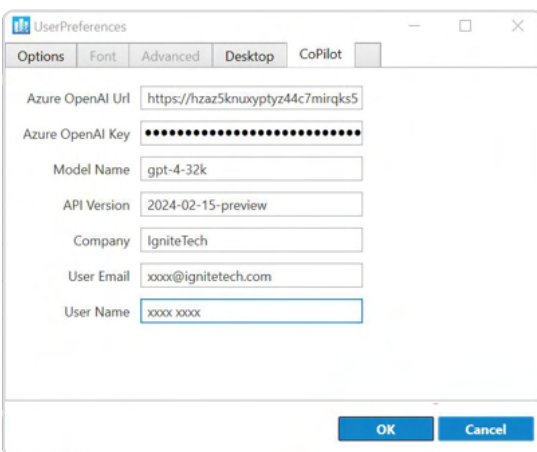 UserPreferences
Options Font Advanced Desktop CoPilot
Azure OpenAI Url https://hzaz5knuxyptyz44c7mirqks5
Azure OpenAI Key ●●●●●●●●●●●●●●●●●●●●●●●●●●●●
Model Name gpt-4-32k
API Version 2024-02-15-preview
Company IgniteTech
User Email xxxx@ignitetech.com
User Name xxxx xxxx
OK Cancel